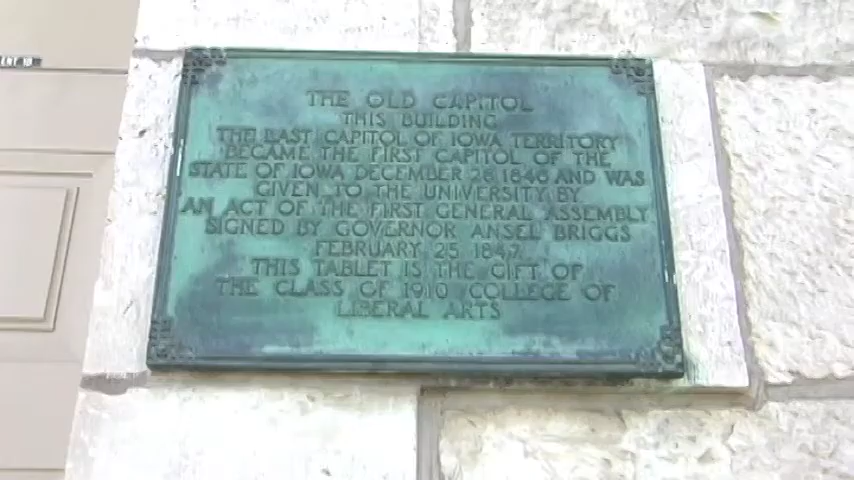 THE OLD CAPITOL
THIS BUILDING
THE LAST CAPITOL OF IOWA TERRITORY
BECAME THE FIRST CAPITOL OF THE
STATE OF IOWA DECEMBER 28 1846 AND WAS
GIVEN TO THE UNIVERSITY BY
AN ACT OF THE FIRST GENERAL ASSEMBLY
SIGNED BY GOVERNOR ANSEL BRIGGS
FEBRUARY 25 1847
THIS TABLET IS THE GIFT OF
THE CLASS OF 1910 COLLEGE OF
LIBERAL ARTS